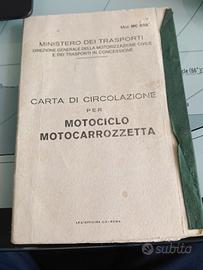 Mod. MC 850
MINISTERO DEI TRASPORTI
DIREZIONE GENERALE DELLA MOTORIZZAZIONE CIVILE
E DEI TRASPORTI IN CONCESSIONE
CARTA DI CIRCOLAZIONE
PER
MOTOCICLO
MOTOCARROZZETTA
subito